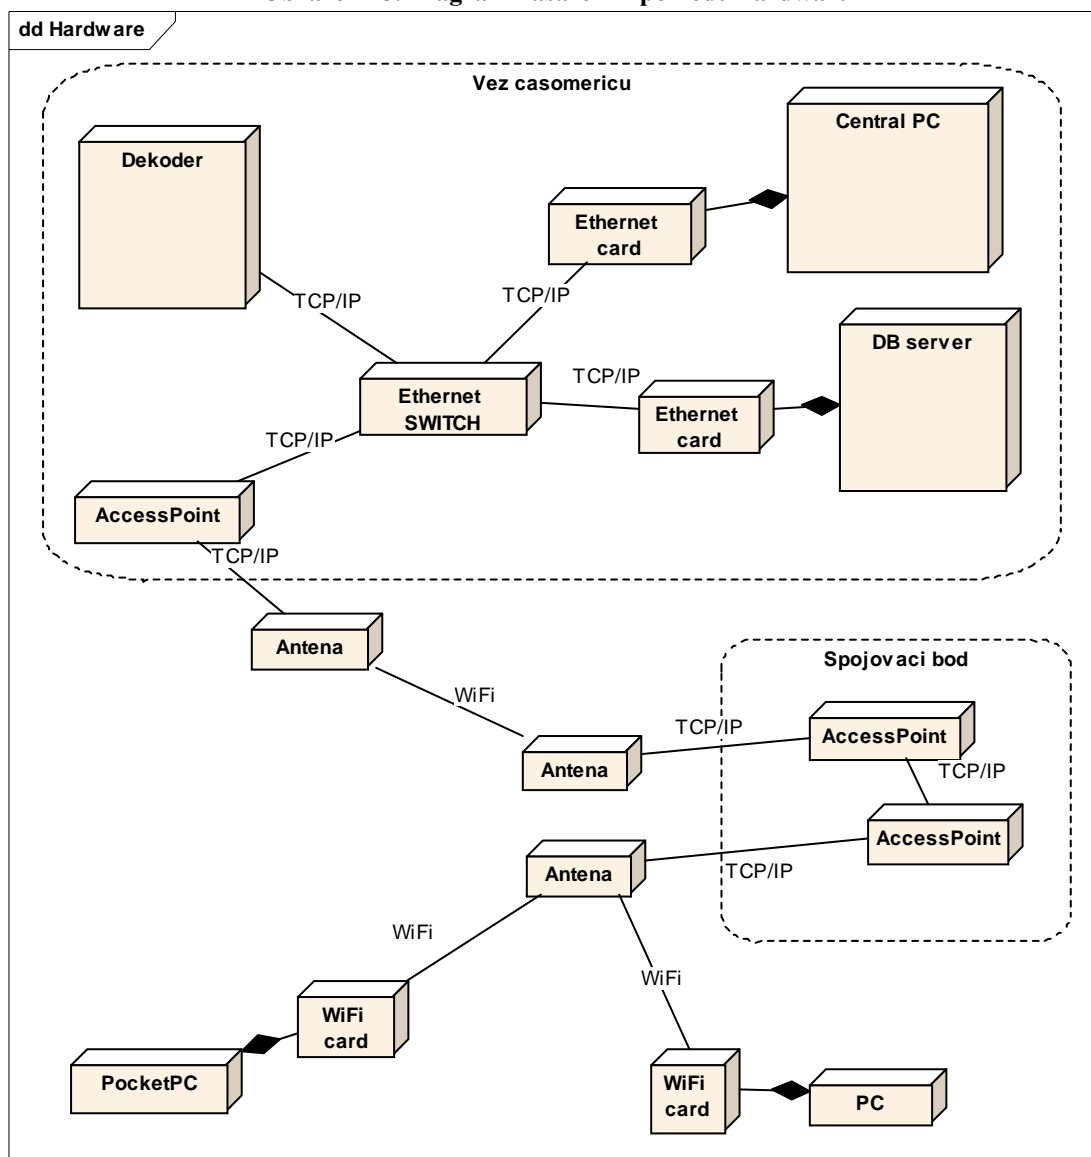 dd Hardware
Vez casomericu
Dekoder
Central PC
Ethernet
card
TCP/IP
TCP/IP
DB server
TCP/IP
Ethernet
SWITCH
Ethernet
card
TCP/IP
AccessPoint
TCP/IP
Antena
Spojovaci bod
WiFi
TCP/IP
AccessPoint
Antena
TCP/IP
AccessPoint
Antena
TCP/IP
WiFi
WiFi
WiFi
card
PocketPC
WiFi
card
PC